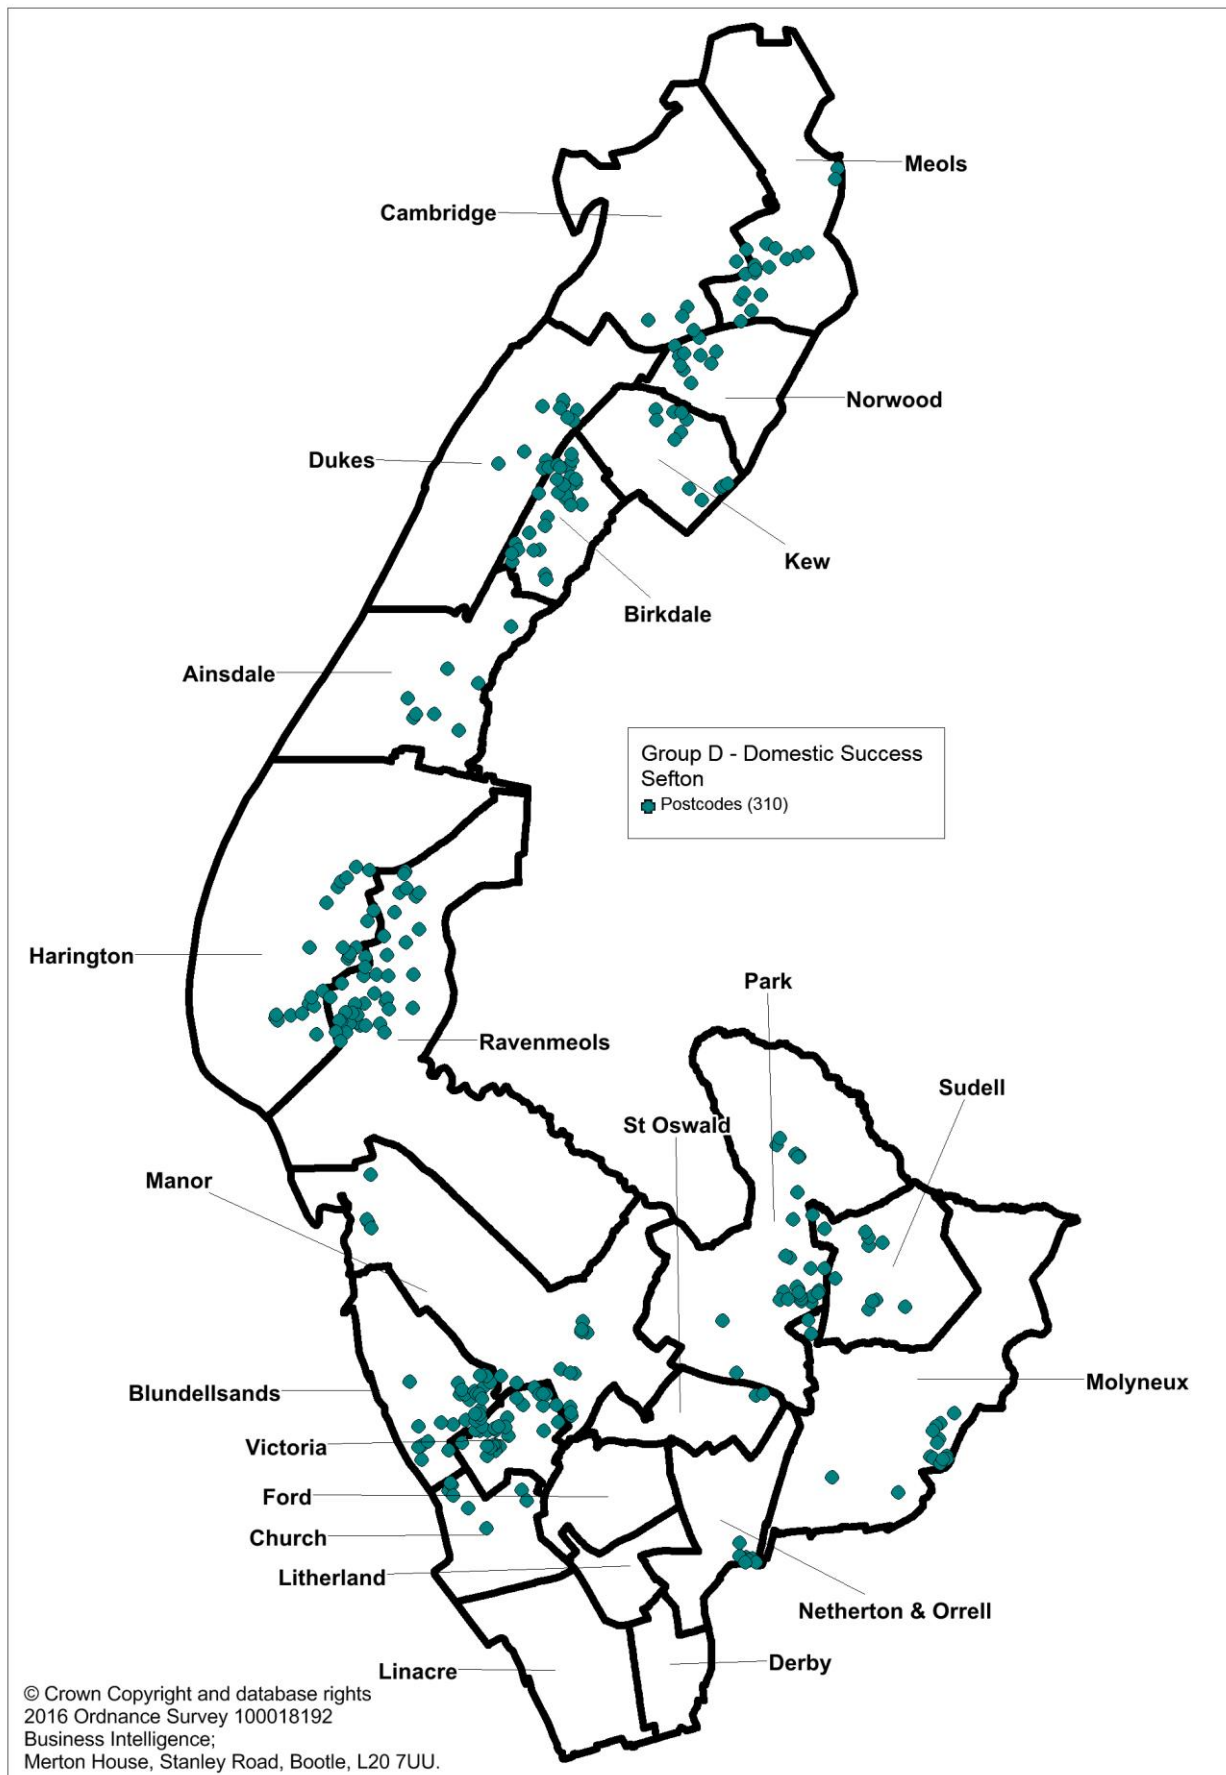 Meols
Cambridge
Norwood
Dukes
Kew
Birkdale
Ainsdale
Group D - Domestic Success
Sefton
Postcodes (310)
Harington
Park
Ravenmeols
Sudell
St Oswald
Manor
Molyneux
Blundellsands
Victoria
Ford
Church
Litherland
Netherton & Orrell
Derby
Linacre
© Crown Copyright and database rights
2016 Ordnance Survey 100018192
Business Intelligence;
Merton House, Stanley Road, Bootle, L20 7UU.